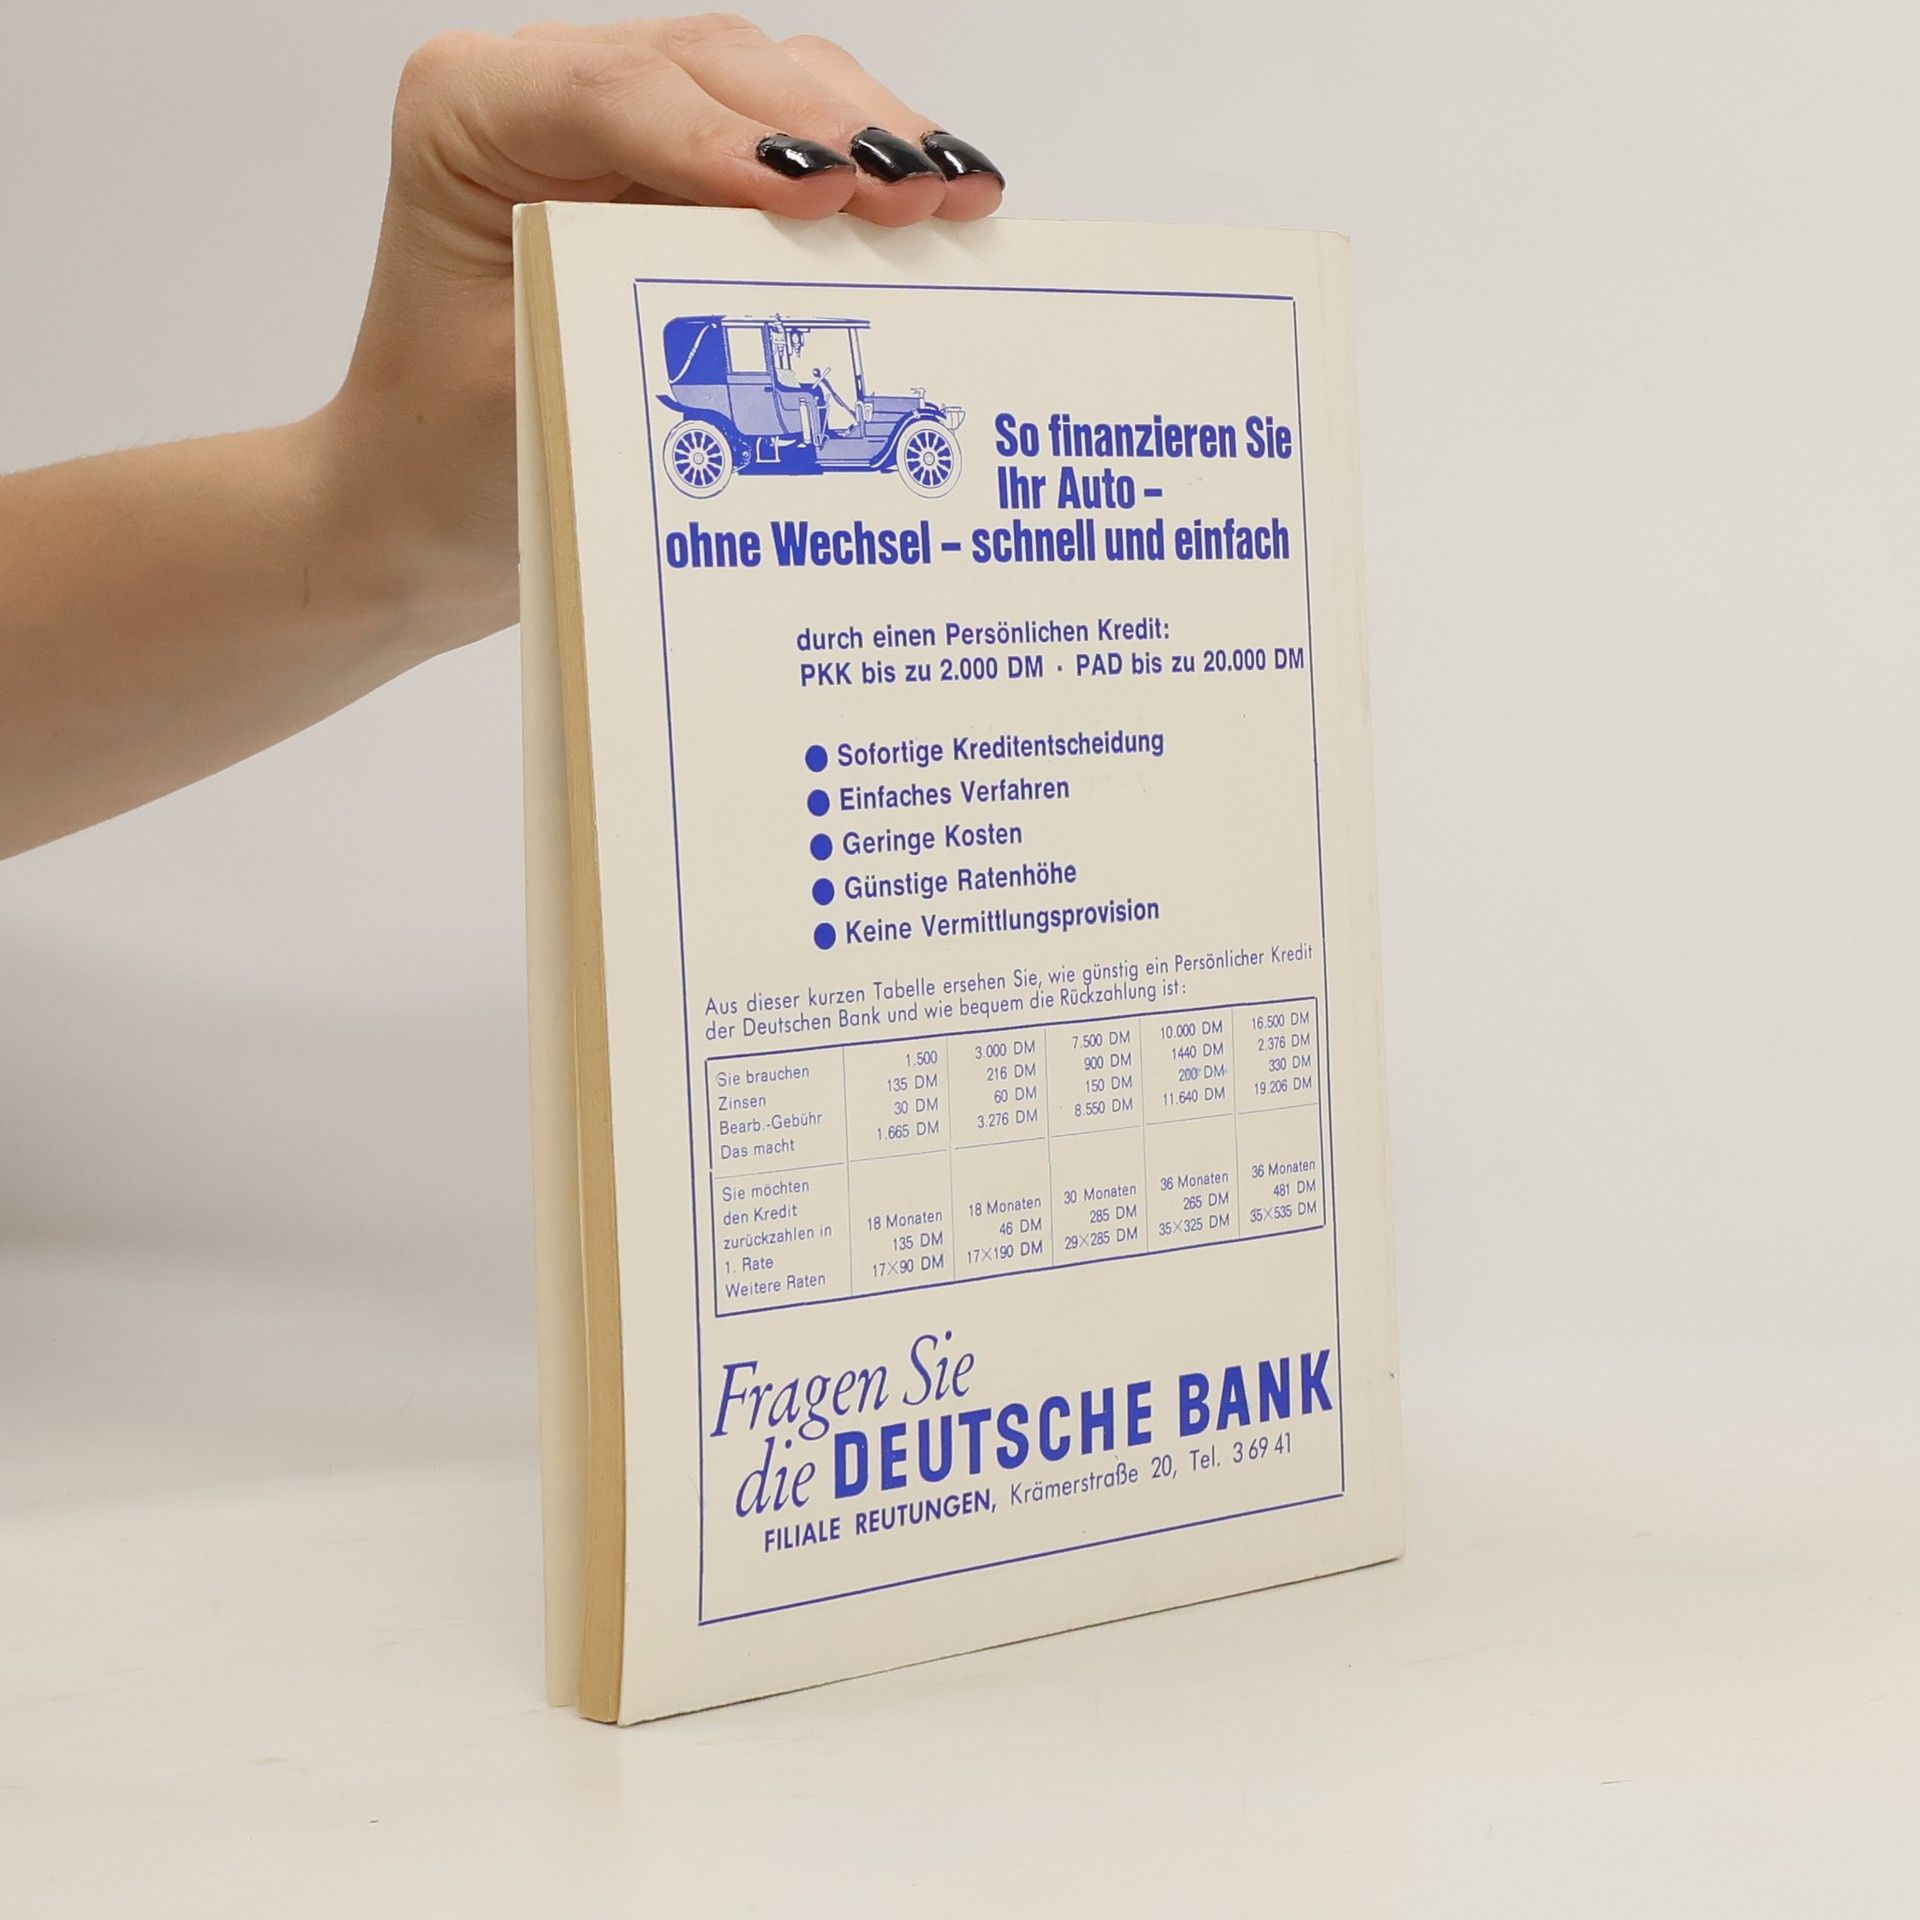 So finanzieren Sie
Ihr Auto –
ohne Wechsel – schnell und einfach
durch einen Persönlichen Kredit:
PKK bis zu 2.000 DM · PAD bis zu 20.000 DM
● Sofortige Kreditentscheidung
● Einfaches Verfahren
● Geringe Kosten
● Günstige Ratenhöhe
● Keine Vermittlungsprovision
Aus dieser kurzen Tabelle ersehen Sie, wie günstig ein Persönlicher Kredit
der Deutschen Bank und wie bequem die Rückzahlung ist:
Sie brauchen 1.500 3.000 DM 7.500 DM 10.000 DM 16.500 DM
Zinsen 135 DM 216 DM 900 DM 1440 DM 2.376 DM
Bearb.-Gebühr 30 DM 60 DM 150 DM 200 DM 330 DM
Das macht 1.665 DM 3.276 DM 8.550 DM 11.640 DM 19.206 DM
Sie möchten
den Kredit
zurückzahlen in 18 Monaten 18 Monaten 30 Monaten 36 Monaten 36 Monaten
1. Rate 135 DM 46 DM 285 DM 265 DM 481 DM
Weitere Raten 17×90 DM 17×190 DM 29×285 DM 35×325 DM 35×535 DM
Fragen Sie
die DEUTSCHE BANK
FILIALE REUTUNGEN, Krämerstraße 20, Tel. 3 69 41